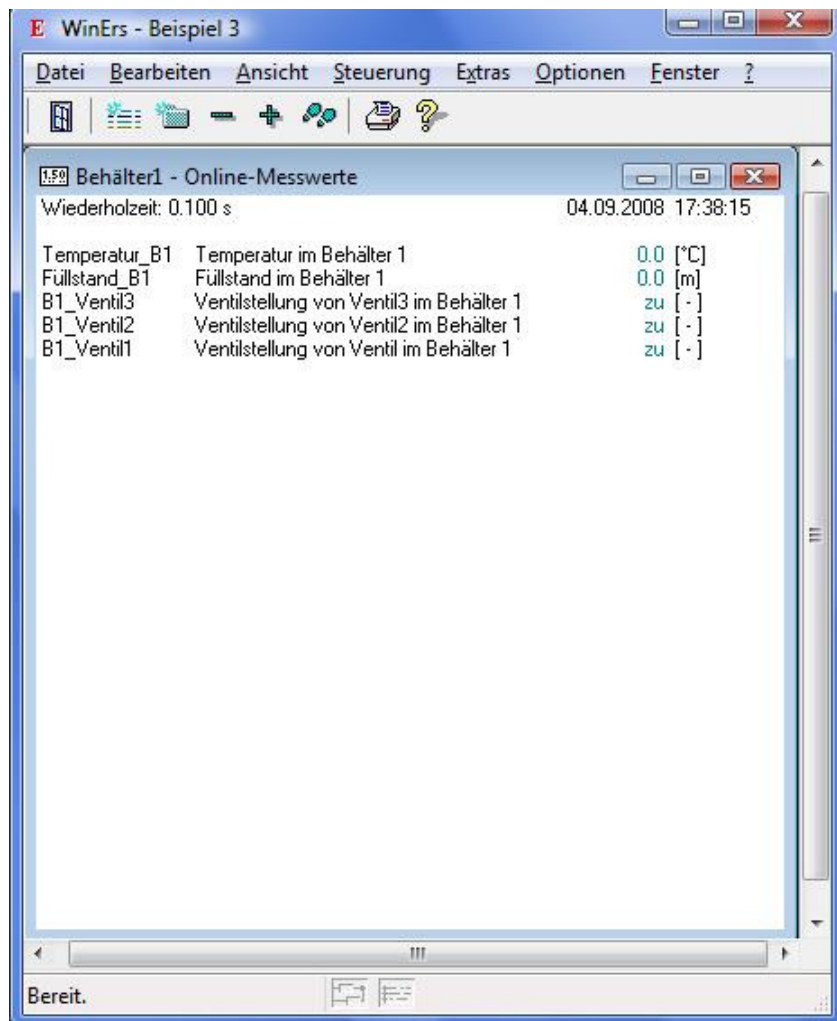 E WinErs - Beispiel 3
Datei Bearbeiten Ansicht Steuerung Extras Optionen Fenster ?
1.50 Behälter1 - Online-Messwerte
Wiederholzeit: 0.100 s 04.09.2008 17:38:15
Temperatur_B1 Temperatur im Behälter 1 0.0 [°C]
Füllstand_B1 Füllstand im Behälter 1 0.0 [m]
B1_Ventil3 Ventilstellung von Ventil3 im Behälter 1 zu [ - ]
B1_Ventil2 Ventilstellung von Ventil2 im Behälter 1 zu [ - ]
B1_Ventil1 Ventilstellung von Ventil im Behälter 1 zu [ - ]
Bereit.